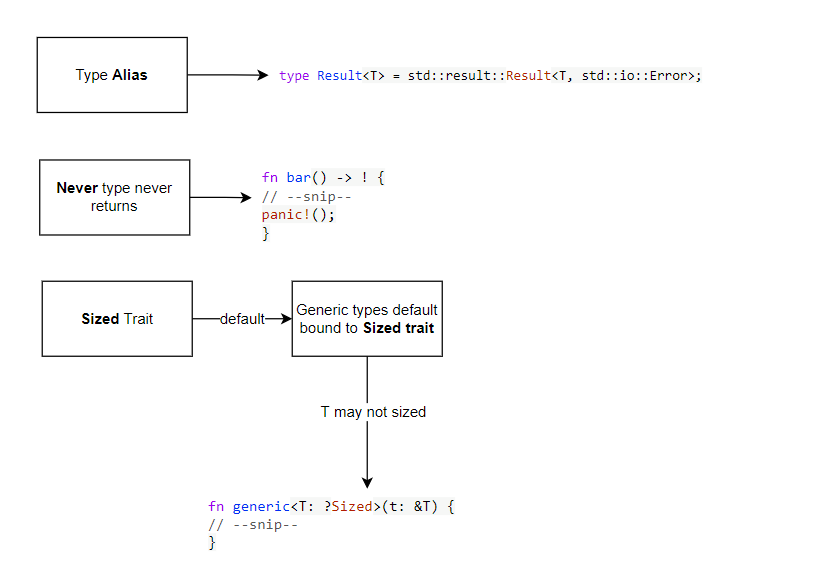 Type Alias
type Result<T> = std::result::Result<T, std::io::Error>;
Never type never
returns
fn bar() -> ! {
// --snip--
panic!();
}
Sized Trait
default
Generic types default
bound to Sized trait
T may not sized
fn generic<T: ?Sized>(t: &T) {
// --snip--
}